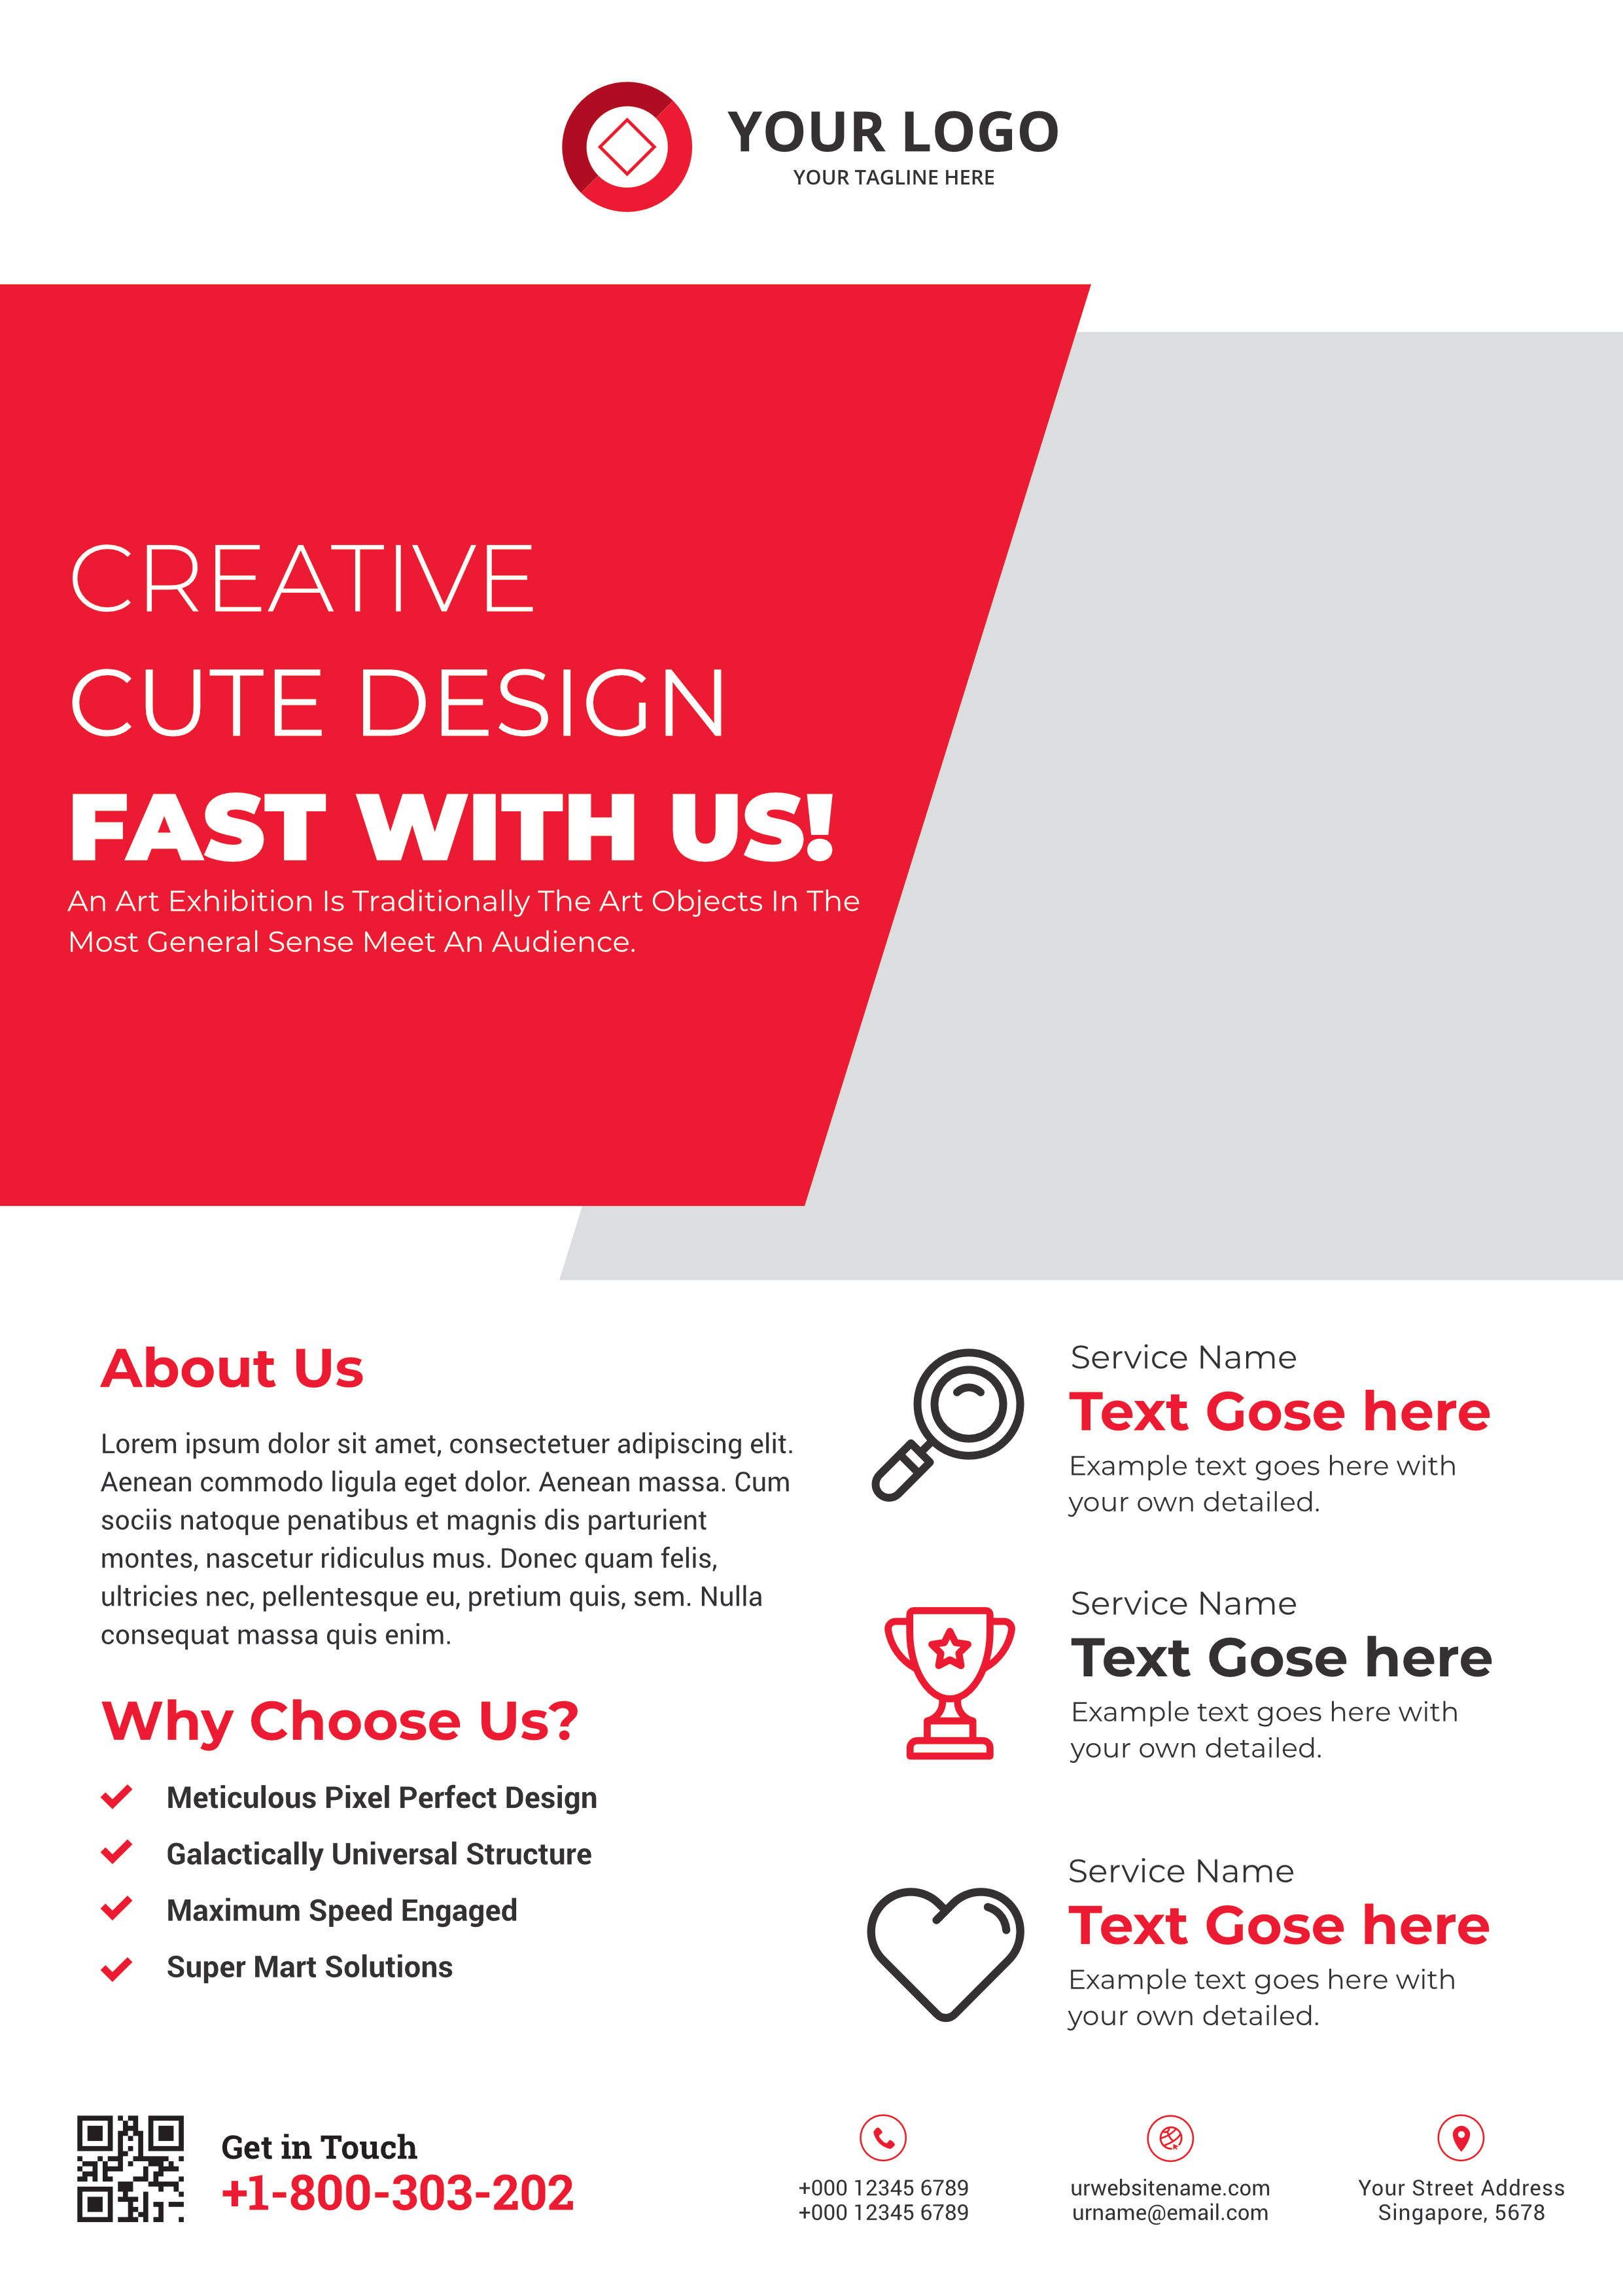 YOUR LOGO
YOUR TAGLINE HERE
CREATIVE
CUTE DESIGN
FAST WITH US!
An Art Exhibition Is Traditionally The Art Objects In The
Most General Sense Meet An Audience.
About Us
Lorem ipsum dolor sit amet, consectetuer adipiscing elit.
Aenean commodo ligula eget dolor. Aenean massa. Cum
sociis natoque penatibus et magnis dis parturient
montes, nascetur ridiculus mus. Donec quam felis,
ultricies nec, pellentesque eu, pretium quis, sem. Nulla
consequat massa quis enim.
Why Choose Us?
Meticulous Pixel Perfect Design
Galactically Universal Structure
Maximum Speed Engaged
Super Mart Solutions
Service Name
Text Gose here
Example text goes here with
your own detailed.
Service Name
Text Gose here
Example text goes here with
your own detailed.
Service Name
Text Gose here
Example text goes here with
your own detailed.
Get in Touch
+1-800-303-202
+000 12345 6789
+000 12345 6789
urwebsitename.com
urname@email.com
Your Street Address
Singapore, 5678